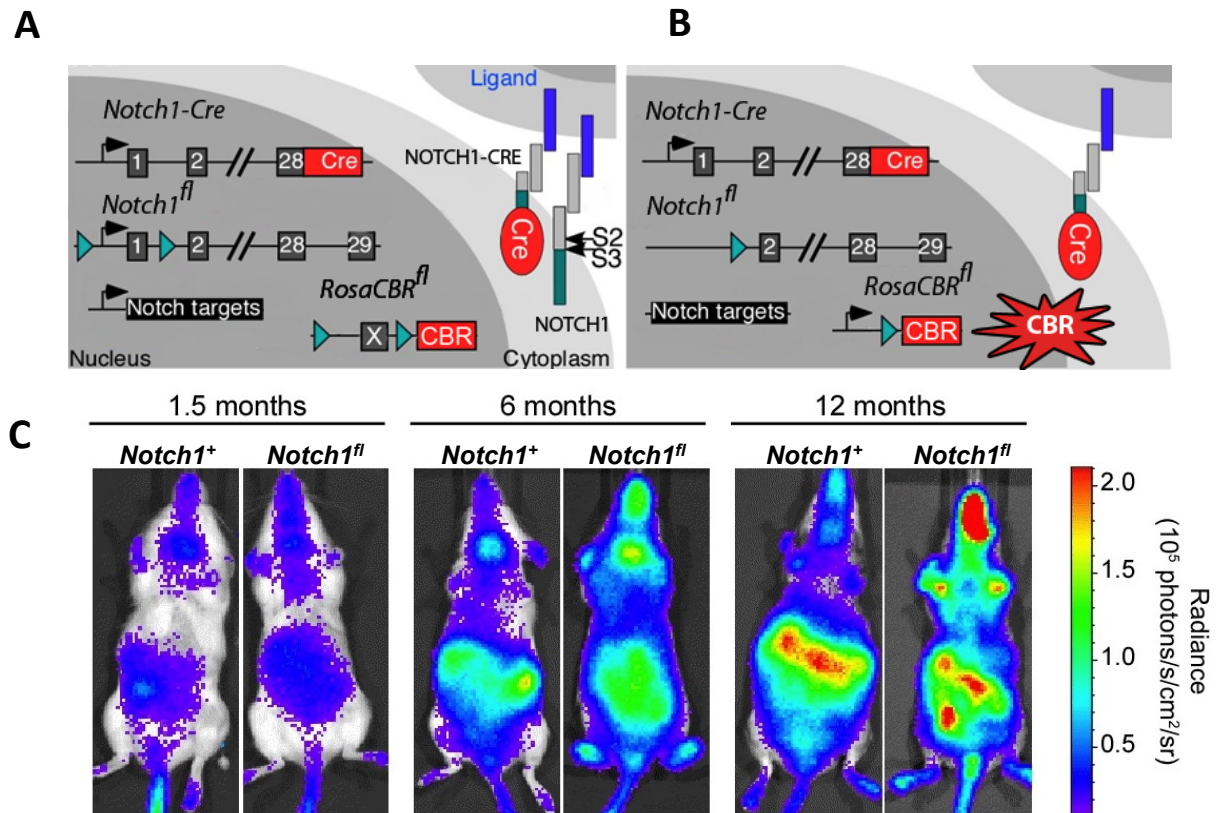 A
B
Ligand
Notch1-Cre
1
2
28
Cre
NOTCH1-CRE
Cre
Notch1fl
1
2
28
29
S2
S3
RosaCBRfl
Notch targets
X
CBR
NOTCH1
Nucleus
Cytoplasm
Notch1-Cre
1
2
28
Cre
Cre
Notch1fl
2
28
29
RosaCBRfl
Notch targets
CBR
CBR
C
1.5 months
6 months
12 months
Notch1+
Notch1fl
Notch1+
Notch1fl
Notch1+
Notch1fl
2.0
1.5
1.0
0.5
Radiance
(10⁵ photons/s/cm²/sr)